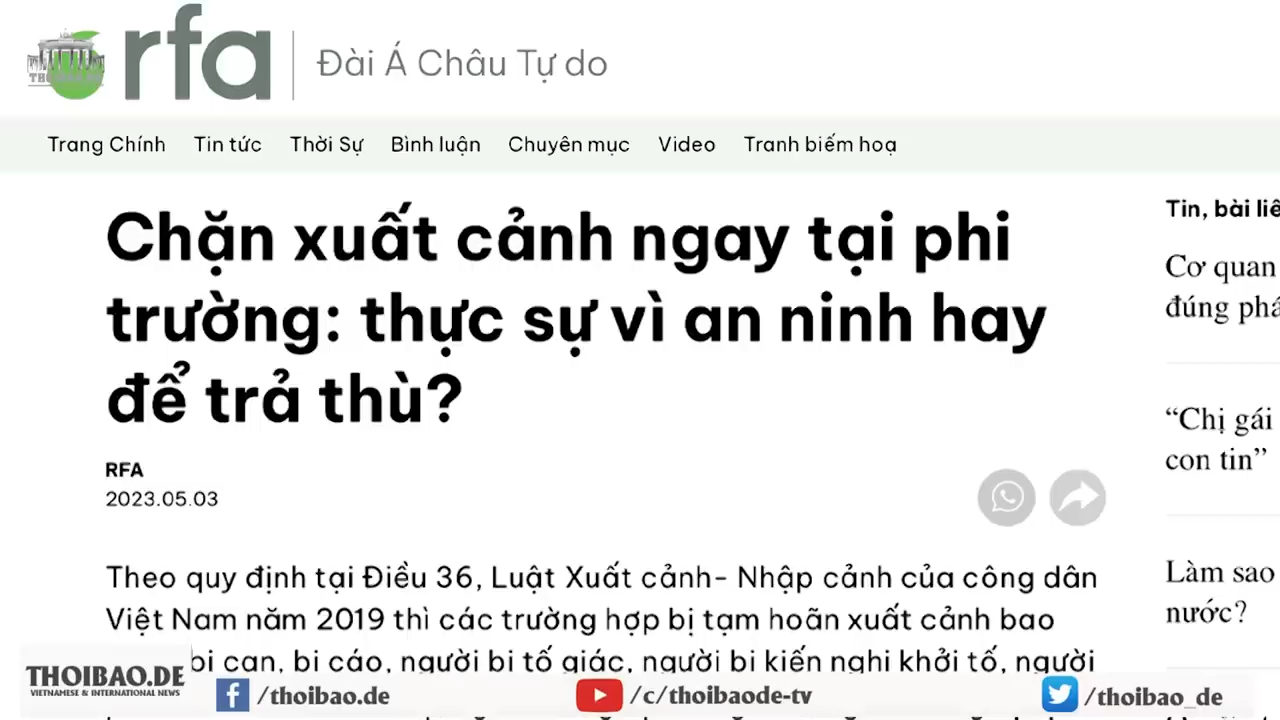 rfa
Đài Á Châu Tự do
Trang Chính Tin tức Thời Sự Bình luận Chuyên mục Video Tranh biếm hoạ
Chặn xuất cảnh ngay tại phi
trường: thực sự vì an ninh hay
để trả thù?
RFA
2023.05.03
Theo quy định tại Điều 36, Luật Xuất cảnh- Nhập cảnh của công dân
Việt Nam năm 2019 thì các trường hợp bị tạm hoãn xuất cảnh bao
bị can, bị cáo, người bị tố giác, người bị kiến nghị khởi tố, người
Tin, bài
Cơ quan
đúng
“Chị gái
con tin”
Làm sao
nước?
THOIBAO.DE
VIETNAMESE & INTERNATIONAL NEWS
/thoibao.de
/c/thoibaode-tv
/thoibao_de